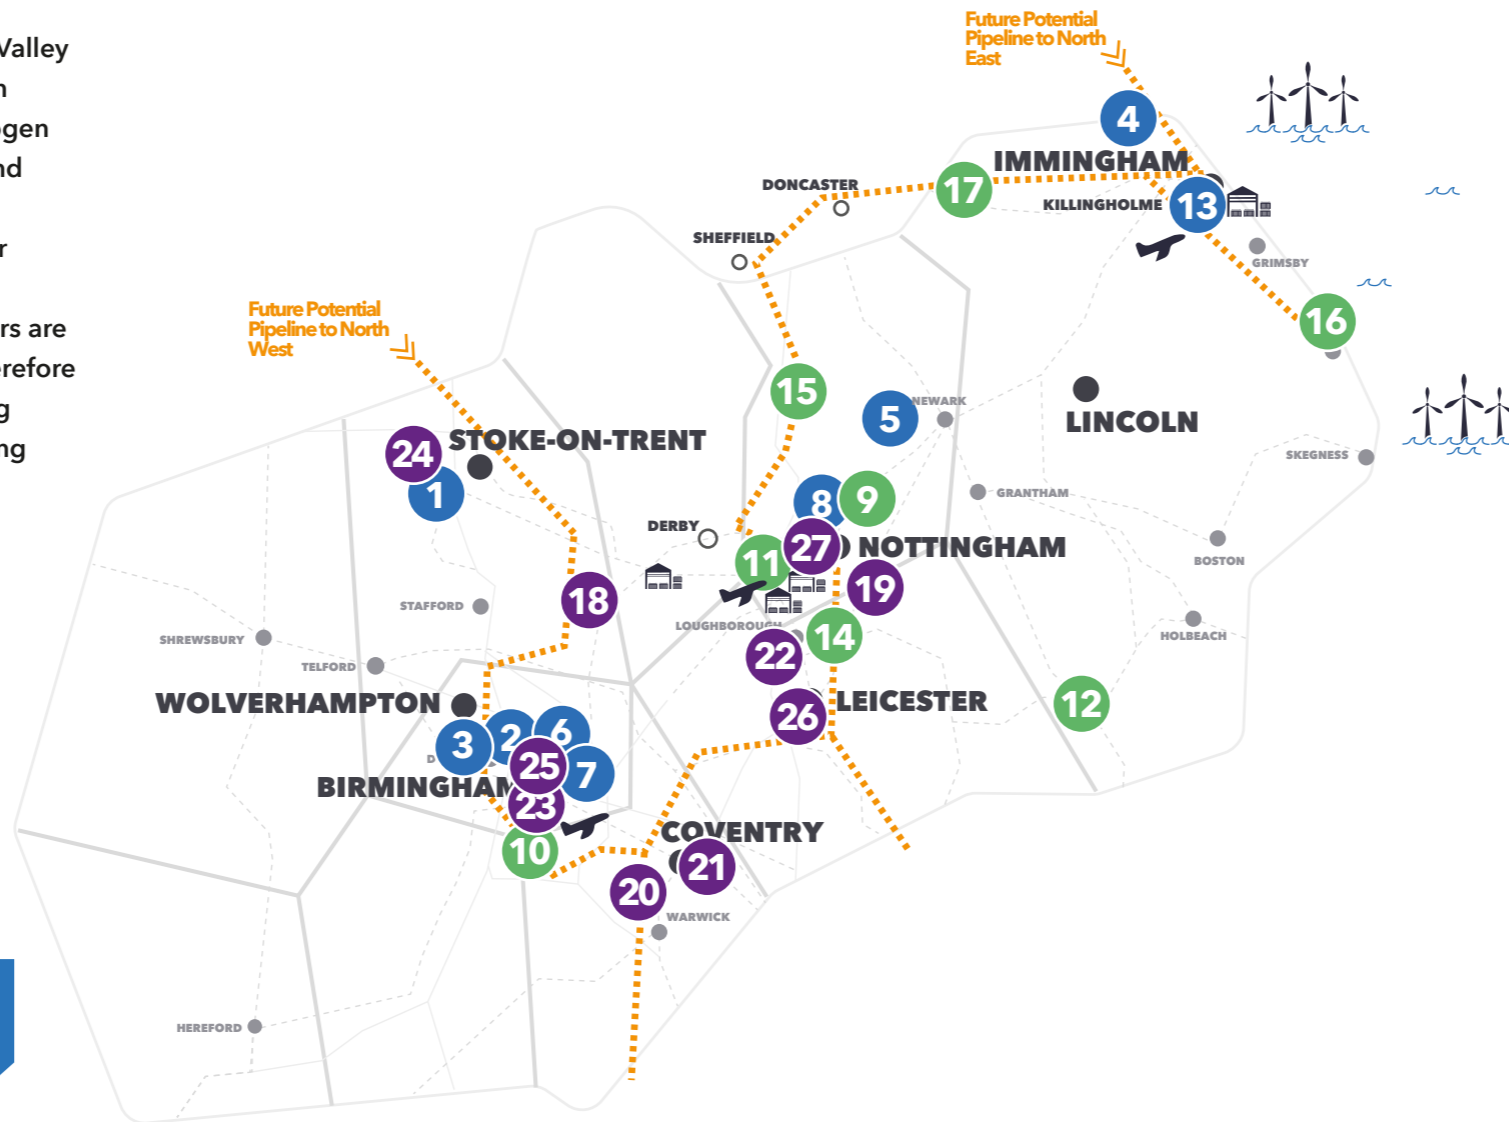 Valley
nd
r
rs are
erefore
Future Potential
Pipeline to North
East
4
IMMINGHAM
17
DONCASTER
KILLINGHOLME
13
SHEFFIELD
GRIMSBY
16
Future Potential
Pipeline to North
West
15
5
NEWARK
LINCOLN
24
STOKE-ON-TRENT
SKEGNESS
1
8
9
GRANTHAM
DERBY
27
NOTTINGHAM
11
BOSTON
19
18
STAFFORD
LOUGHBOROUGH
14
HOLBEACH
SHREWSBURY
TELFORD
22
WOLVERHAMPTON
26
LEICESTER
12
3
2
6
D
25
7
BIRMINGHAM
23
COVENTRY
10
21
20
WARWICK
HEREFORD